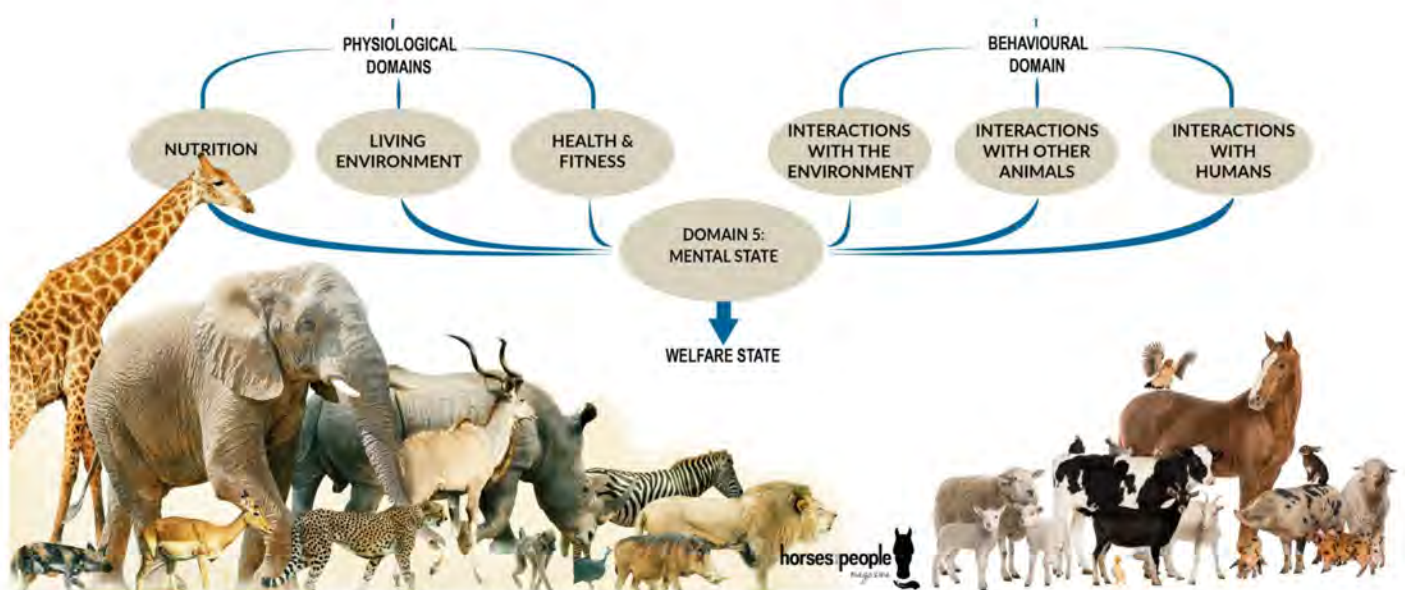 PHYSIOLOGICAL
DOMAINS
BEHAVIOURAL
DOMAIN
NUTRITION
LIVING
ENVIRONMENT
HEALTH &
FITNESS
INTERACTIONS
WITH THE
ENVIRONMENT
INTERACTIONS
WITH OTHER
ANIMALS
INTERACTIONS
WITH
HUMANS
DOMAIN 5:
MENTAL STATE
WELFARE STATE
horses people
magazine